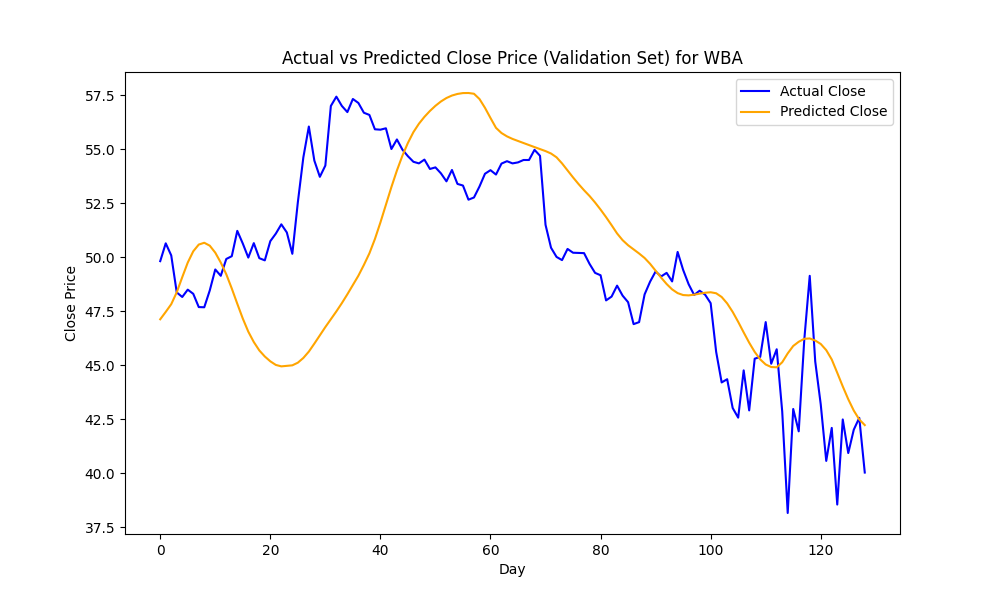 Actual vs Predicted Close Price (Validation Set) for WBA
Actual Close
Predicted Close
Close Price
57.5
55.0
52.5
50.0
47.5
45.0
42.5
40.0
37.5
0 20 40 60 80 100 120
Day